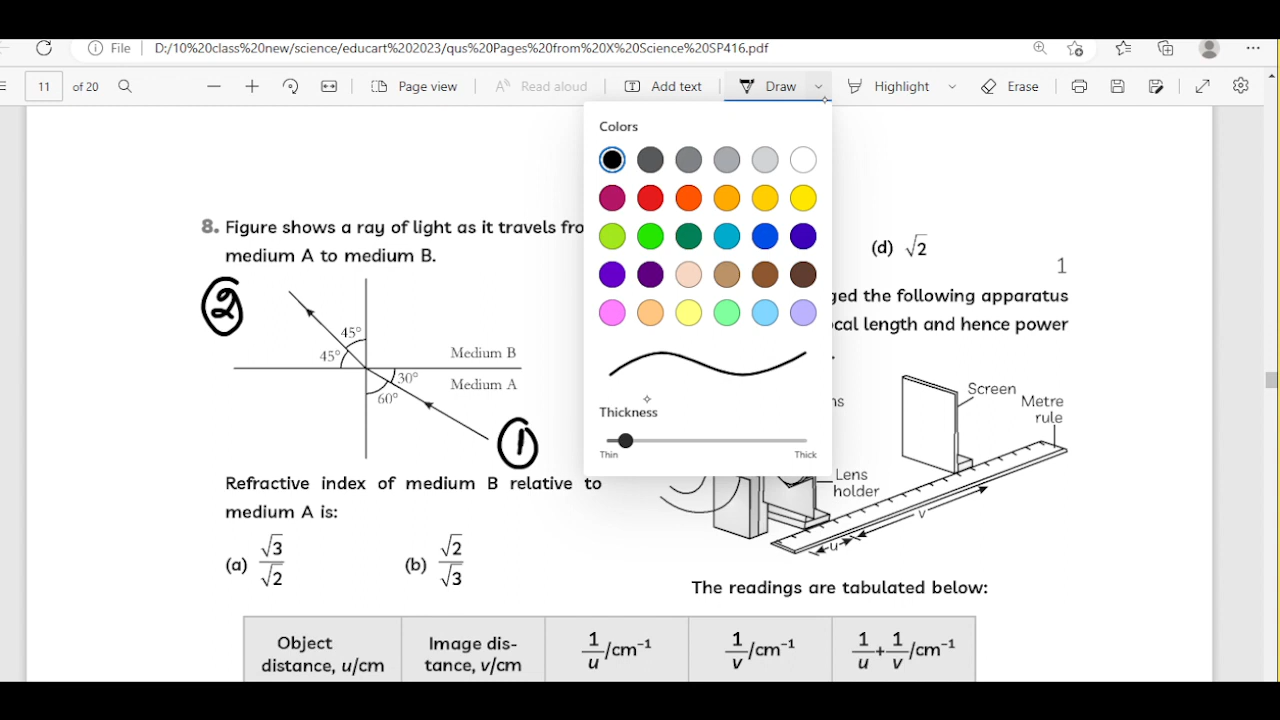 File D:/10%20class%20new/science/educart%202023/qus%20Pages%20from%20X%20Science%20SP416.pdf
11 of 20 Page view Read aloud Add text Draw Highlight Erase
Colors
Thickness
Thin Thick
8. Figure shows a ray of light as it travels fro
medium A to medium B.
2
45°
45°
Medium B
30°
Medium A
60°
1
Refractive index of medium B relative to
medium A is:
(a) √3/√2 (b) √2/√3
(d) √2
1
ged the following apparatus
cal length and hence power
.
ns
Screen
Metre
rule
Lens
holder
v
u
The readings are tabulated below:
Object
distance, u/cm
Image dis-
tance, v/cm
1/u /cm⁻¹
1/v /cm⁻¹
1/u + 1/v /cm⁻¹